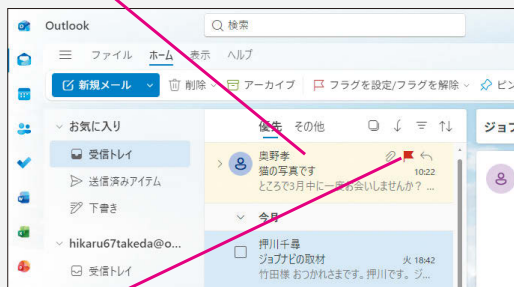 Outlook
検索
ファイル ホーム 表示 ヘルプ
新規メール 削除 アーカイブ フラグを設定/フラグを解除 ピン
お気に入り
優先 その他
ジョブ
受信トレイ
奥野孝
猫の写真です 10:22
ところで3月中に一度お会いしませんか? ...
送信済みアイテム
下書き
今月
hikaru67takeda@o...
押川千尋
ジョブナビの取材 火 18:42
竹田様 おつかれさまです。押川です。ジ...
受信トレイ